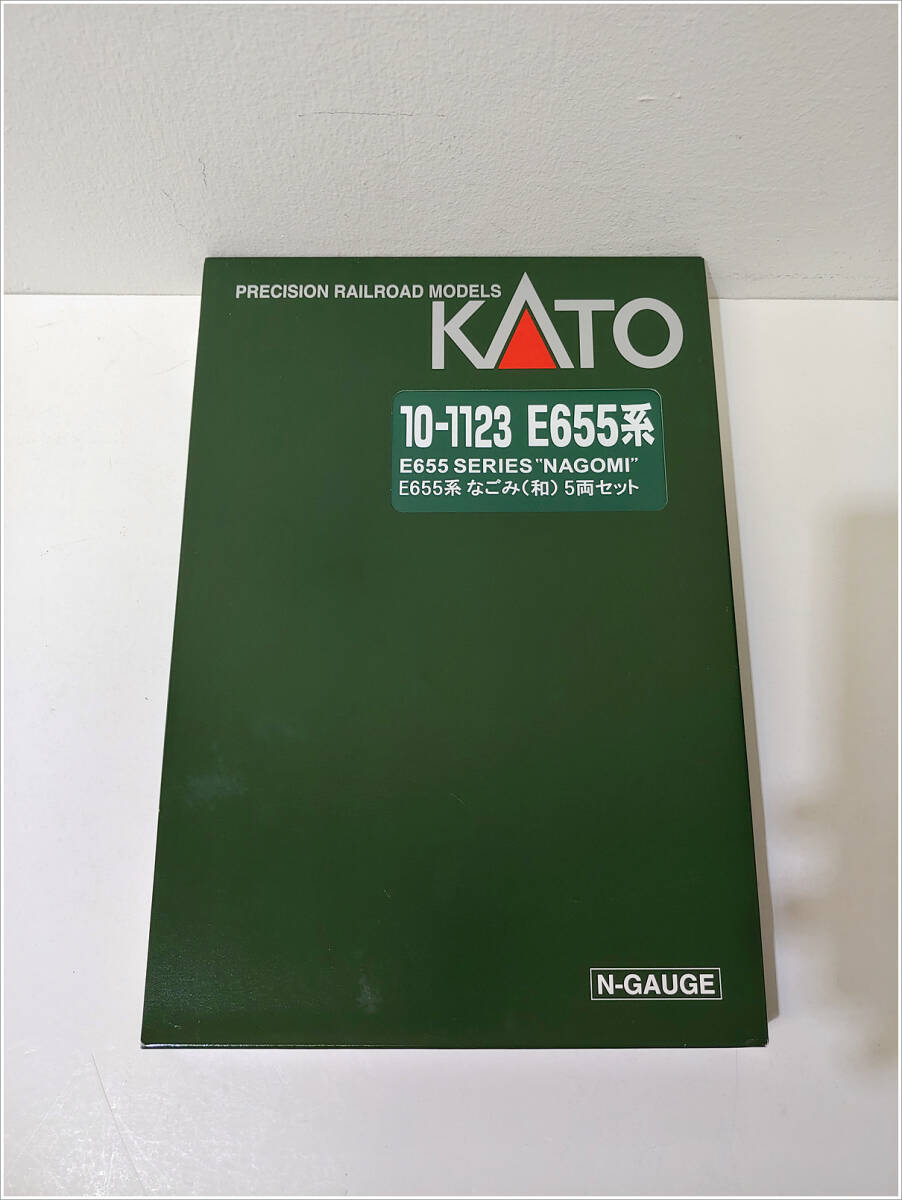 PRECISION RAILROAD MODELS
KATO
10-1123 E655系
E655 SERIES "NAGOMI"
E655系 なごみ(和) 5両セット
N-GAUGE